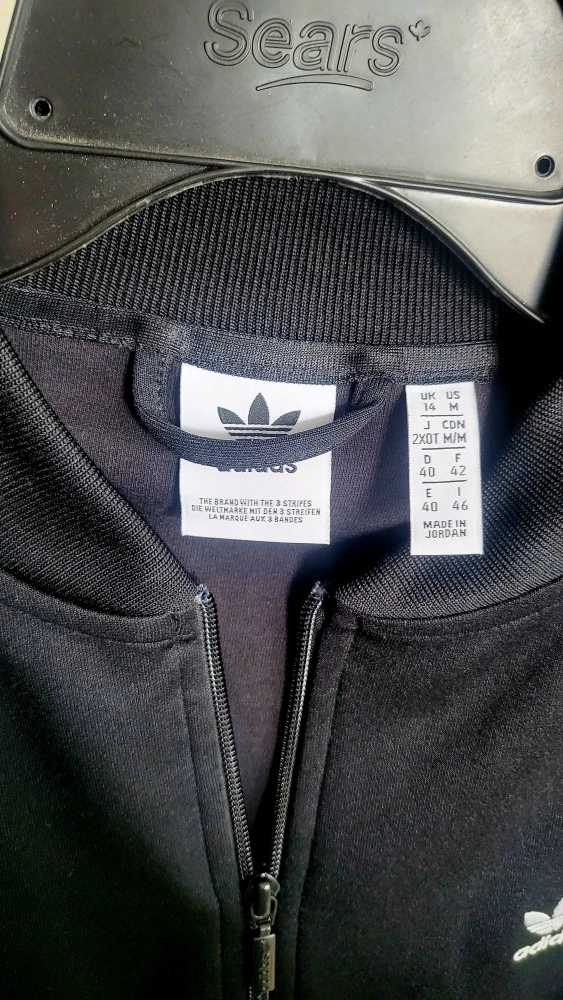 Sears
adidas
THE BRAND WITH THE 3 STRIPES
DIE WELTMARKE MIT DEN 3 STREIFEN
LA MARQUE AUX 3 BANDES
UK US
14 M
J CDN
2XOT M/M
D F
40 42
E I
40 46
MADE IN
JORDAN
adidas